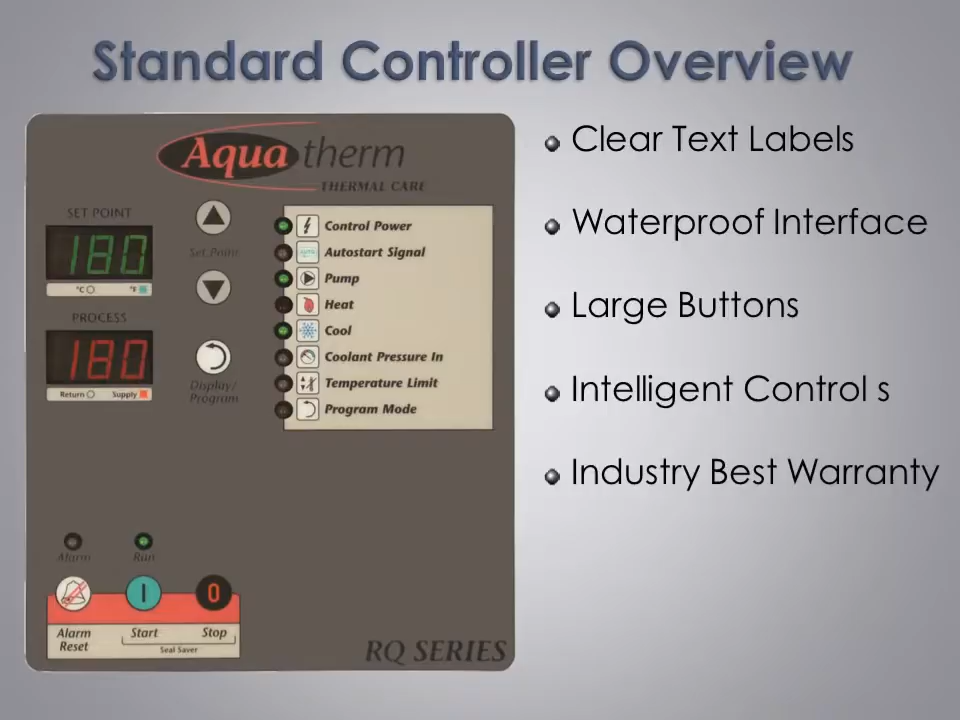 Standard Controller Overview
Aquatherm
THERMAL CARE
SET POINT
180
°C °F
Set Point
PROCESS
180
Return Supply
Display/
Program
Control Power
Autostart Signal
Pump
Heat
Cool
Coolant Pressure In
Temperature Limit
Program Mode
Alarm Run
I 0
Alarm
Reset
Start Stop
Seal Saver
RQ SERIES
Clear Text Labels
Waterproof Interface
Large Buttons
Intelligent Control s
Industry Best Warranty